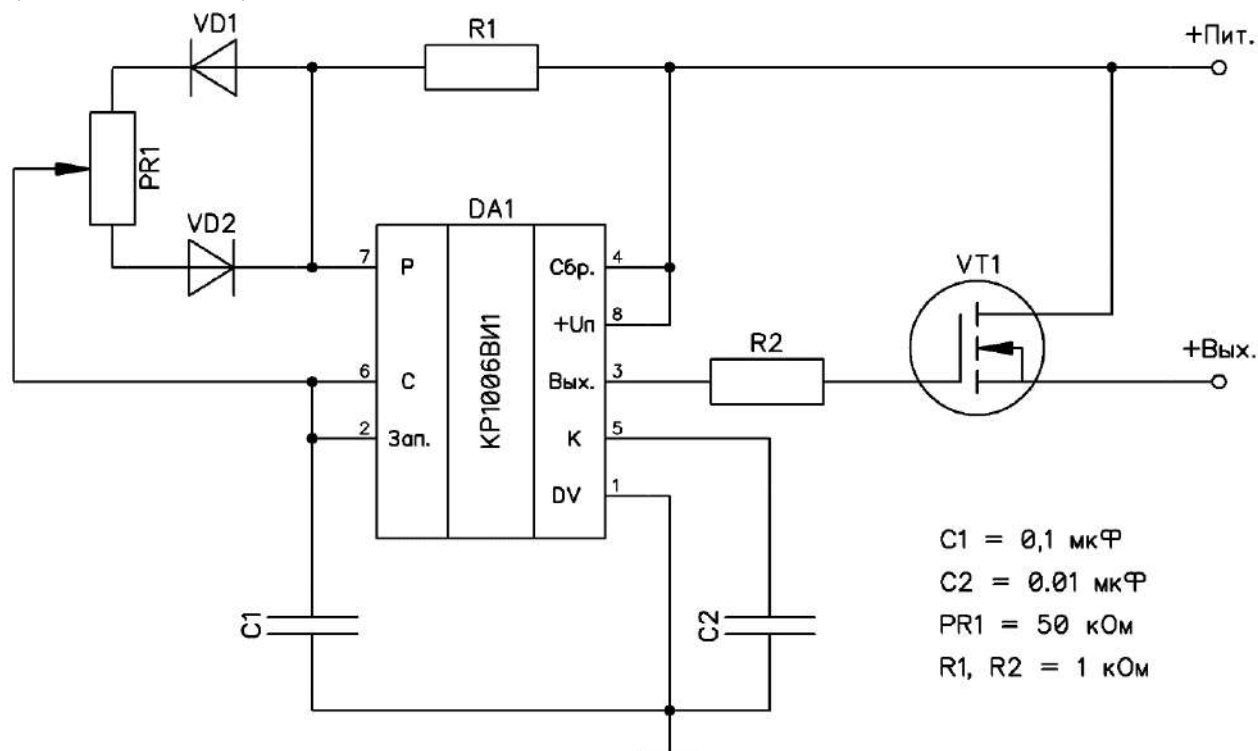 VD1
R1
+Пит.
PR1
VD2
DA1
7
P
Сбр.
4
VT1
+Uп
8
R2
+Вых.
6
С
КР1006ВИ1
Вых.
3
2
Зап.
К
5
DV
1
C1 = 0,1 мкФ
C2 = 0.01 мкФ
PR1 = 50 кОм
R1, R2 = 1 кОм
C1
C2